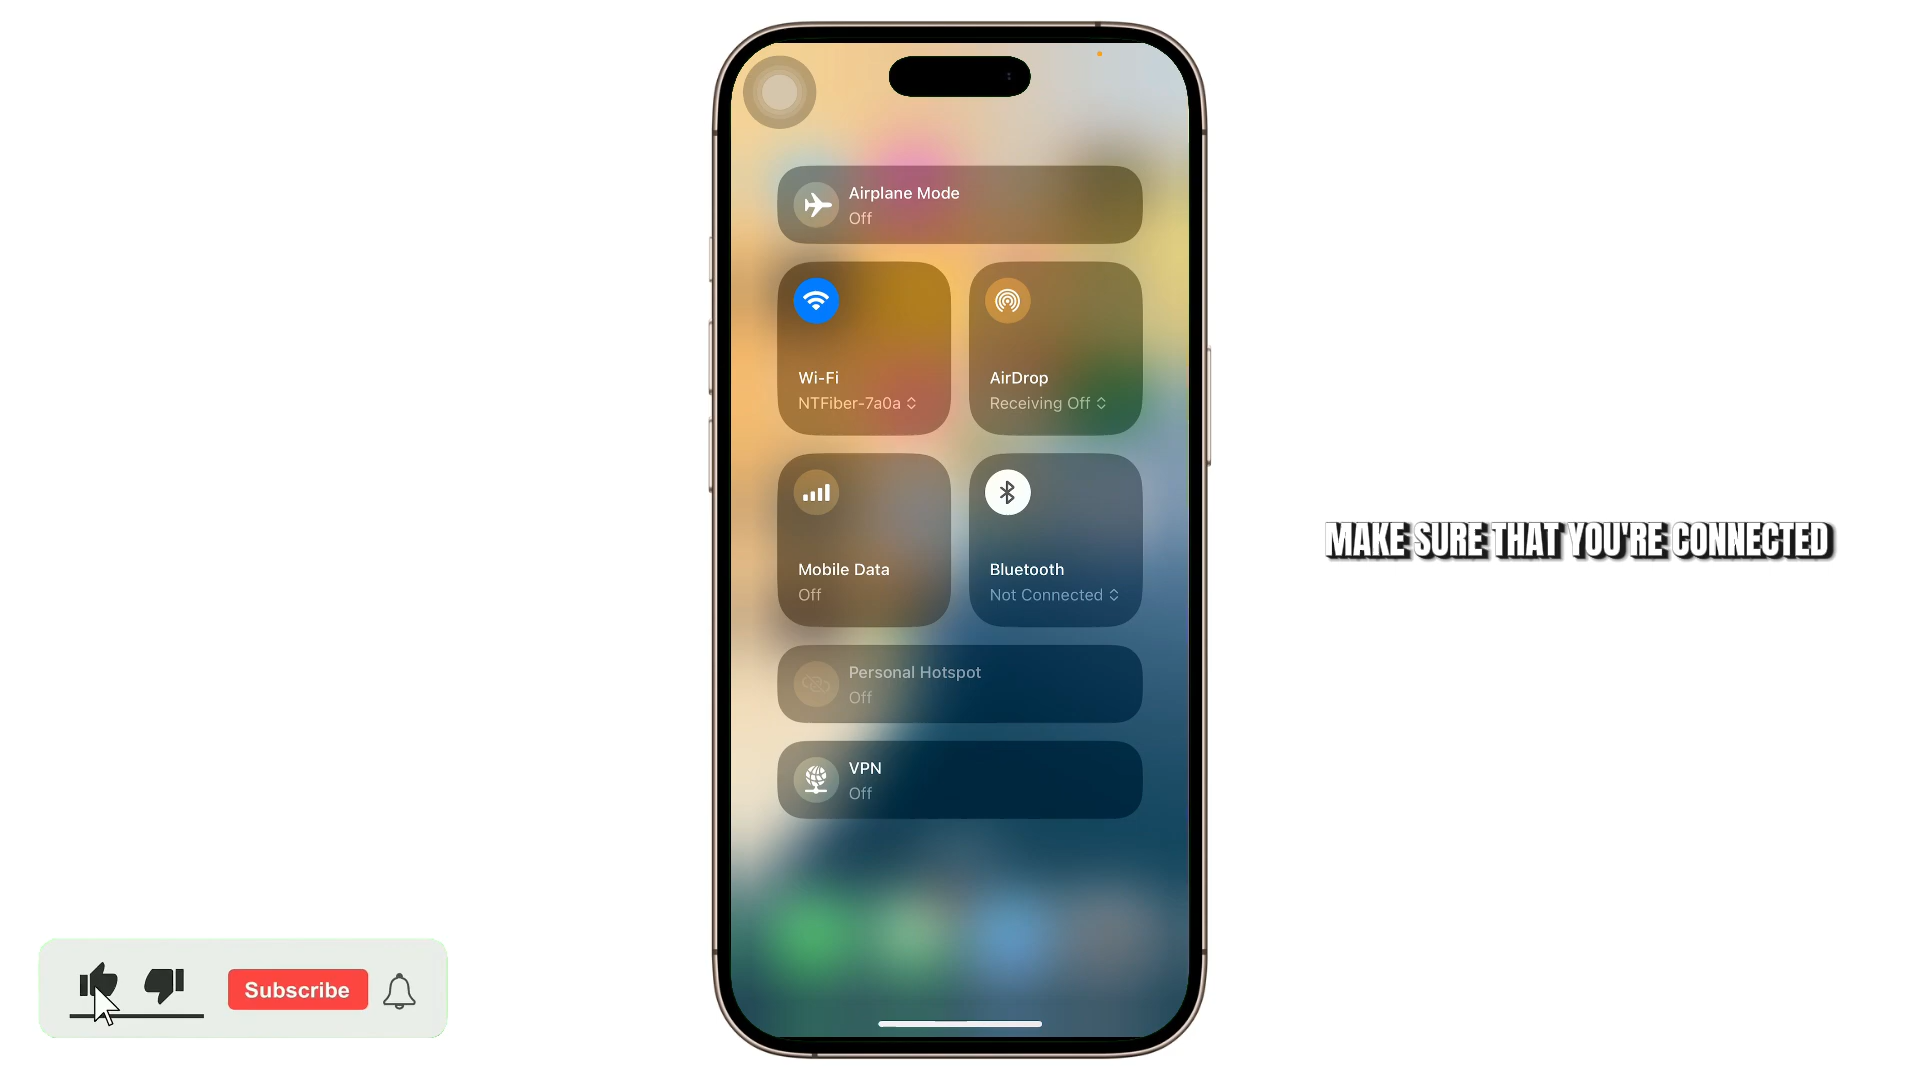 Airplane Mode
Off
Wi-Fi
NTFiber-7a0a
AirDrop
Receiving Off
Mobile Data
Off
Bluetooth
Not Connected
Personal Hotspot
Off
VPN
Off
MAKE SURE THAT YOU'RE CONNECTED
Subscribe